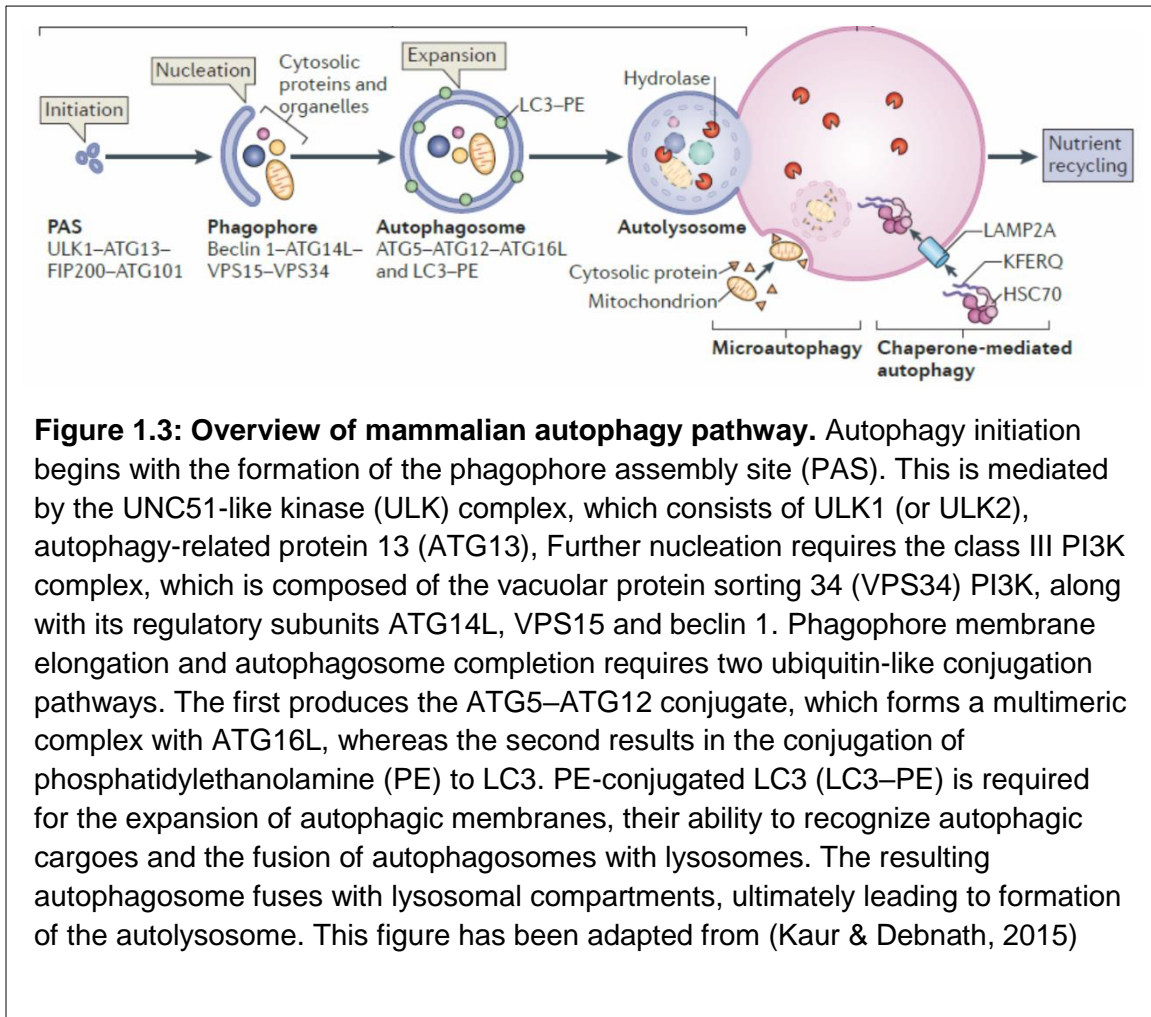 Initiation
Nucleation
Cytosolic
proteins and
organelles
Expansion
LC3–PE
Hydrolase
Nutrient
recycling
PAS
ULK1–ATG13–
FIP200–ATG101
Phagophore
Beclin 1–ATG14L–
VPS15–VPS34
Autophagosome
ATG5–ATG12–ATG16L
and LC3–PE
Autolysosome
Cytosolic protein
Mitochondrion
LAMP2A
KFERQ
HSC70
Microautophagy
Chaperone-mediated
autophagy
Figure 1.3: Overview of mammalian autophagy pathway. Autophagy initiation
begins with the formation of the phagophore assembly site (PAS). This is mediated
by the UNC51-like kinase (ULK) complex, which consists of ULK1 (or ULK2),
autophagy-related protein 13 (ATG13), Further nucleation requires the class III PI3K
complex, which is composed of the vacuolar protein sorting 34 (VPS34) PI3K, along
with its regulatory subunits ATG14L, VPS15 and beclin 1. Phagophore membrane
elongation and autophagosome completion requires two ubiquitin-like conjugation
pathways. The first produces the ATG5–ATG12 conjugate, which forms a multimeric
complex with ATG16L, whereas the second results in the conjugation of
phosphatidylethanolamine (PE) to LC3. PE-conjugated LC3 (LC3–PE) is required
for the expansion of autophagic membranes, their ability to recognize autophagic
cargoes and the fusion of autophagosomes with lysosomes. The resulting
autophagosome fuses with lysosomal compartments, ultimately leading to formation
of the autolysosome. This figure has been adapted from (Kaur & Debnath, 2015)